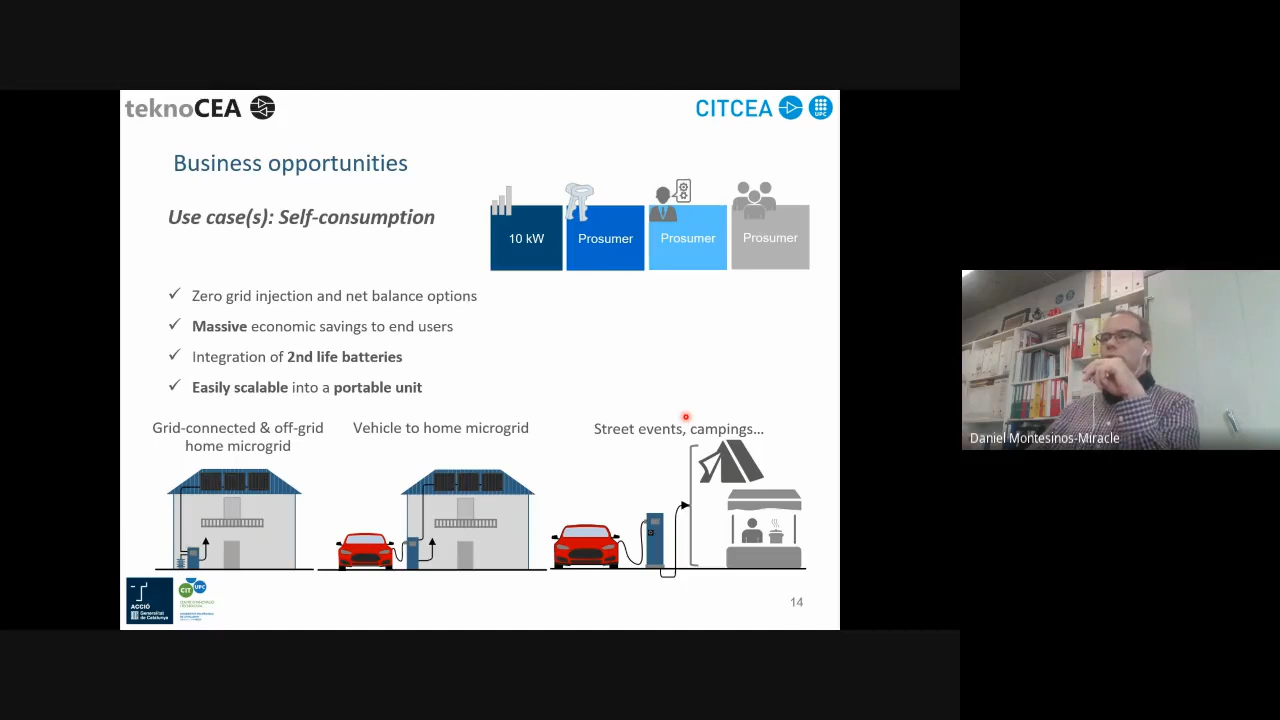 teknoCEA
CITCEA
UPC
Business opportunities
Use case(s): Self-consumption
10 kW
Prosumer
Prosumer
Prosumer
✓ Zero grid injection and net balance options
✓ Massive economic savings to end users
✓ Integration of 2nd life batteries
✓ Easily scalable into a portable unit
Grid-connected & off-grid
home microgrid
Vehicle to home microgrid
Street events, campings...
ACCIÓ
Generalitat
de Catalunya
CIT
UPC
14
Daniel Montesinos-Miracle